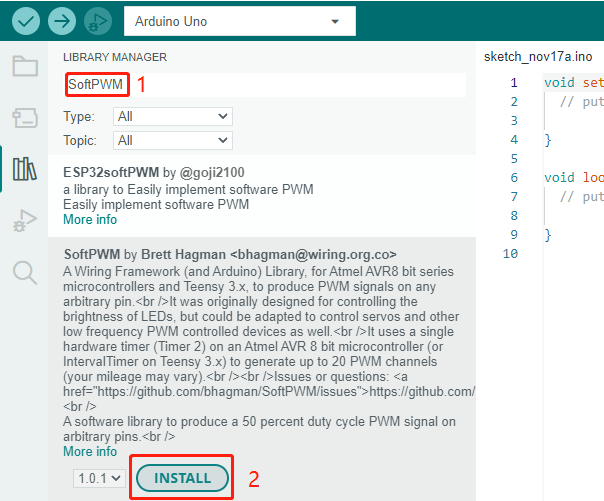 Arduino Uno
LIBRARY MANAGER
sketch_nov17a.ino
SoftPWM 1
Type: All
Topic: All
ESP32softPWM by @goji2100
a library to Easily implement software PWM
Easily implement software PWM
More info
SoftPWM by Brett Hagman <bhagman@wiring.org.co>
A Wiring Framework (and Arduino) Library, for Atmel AVR8 bit series
microcontrollers and Teensy 3.x, to produce PWM signals on any
arbitrary pin.<br />It was originally designed for controlling the
brightness of LEDs, but could be adapted to control servos and other
low frequency PWM controlled devices as well.<br />It uses a single
hardware timer (Timer 2) on an Atmel AVR 8 bit microcontroller (or
IntervalTimer on Teensy 3.x) to generate up to 20 PWM channels
(your mileage may vary).<br /><br />Issues or questions: <a
href="https://github.com/bhagman/SoftPWM/issues">https://github.com/
<br />
A software library to produce a 50 percent duty cycle PWM signal on
arbitrary pins.<br />
More info
1.0.1 INSTALL 2
1 void set
2 // put
3
4 }
5
6 void loo
7 // put
8
9 }
10